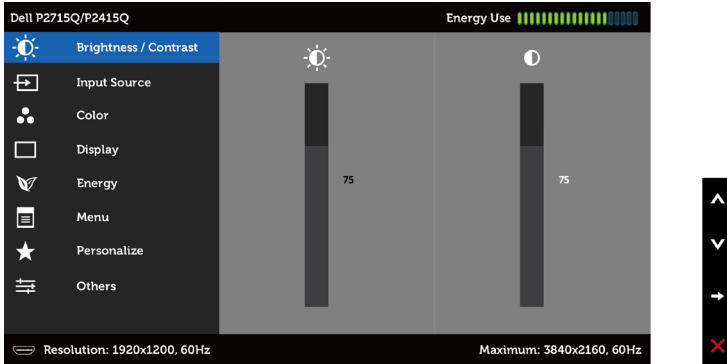 Dell P2715Q/P2415Q
Energy Use
Brightness / Contrast
Input Source
Color
Display
Energy
Menu
Personalize
Others
75
75
Resolution: 1920x1200, 60Hz
Maximum: 3840x2160, 60Hz